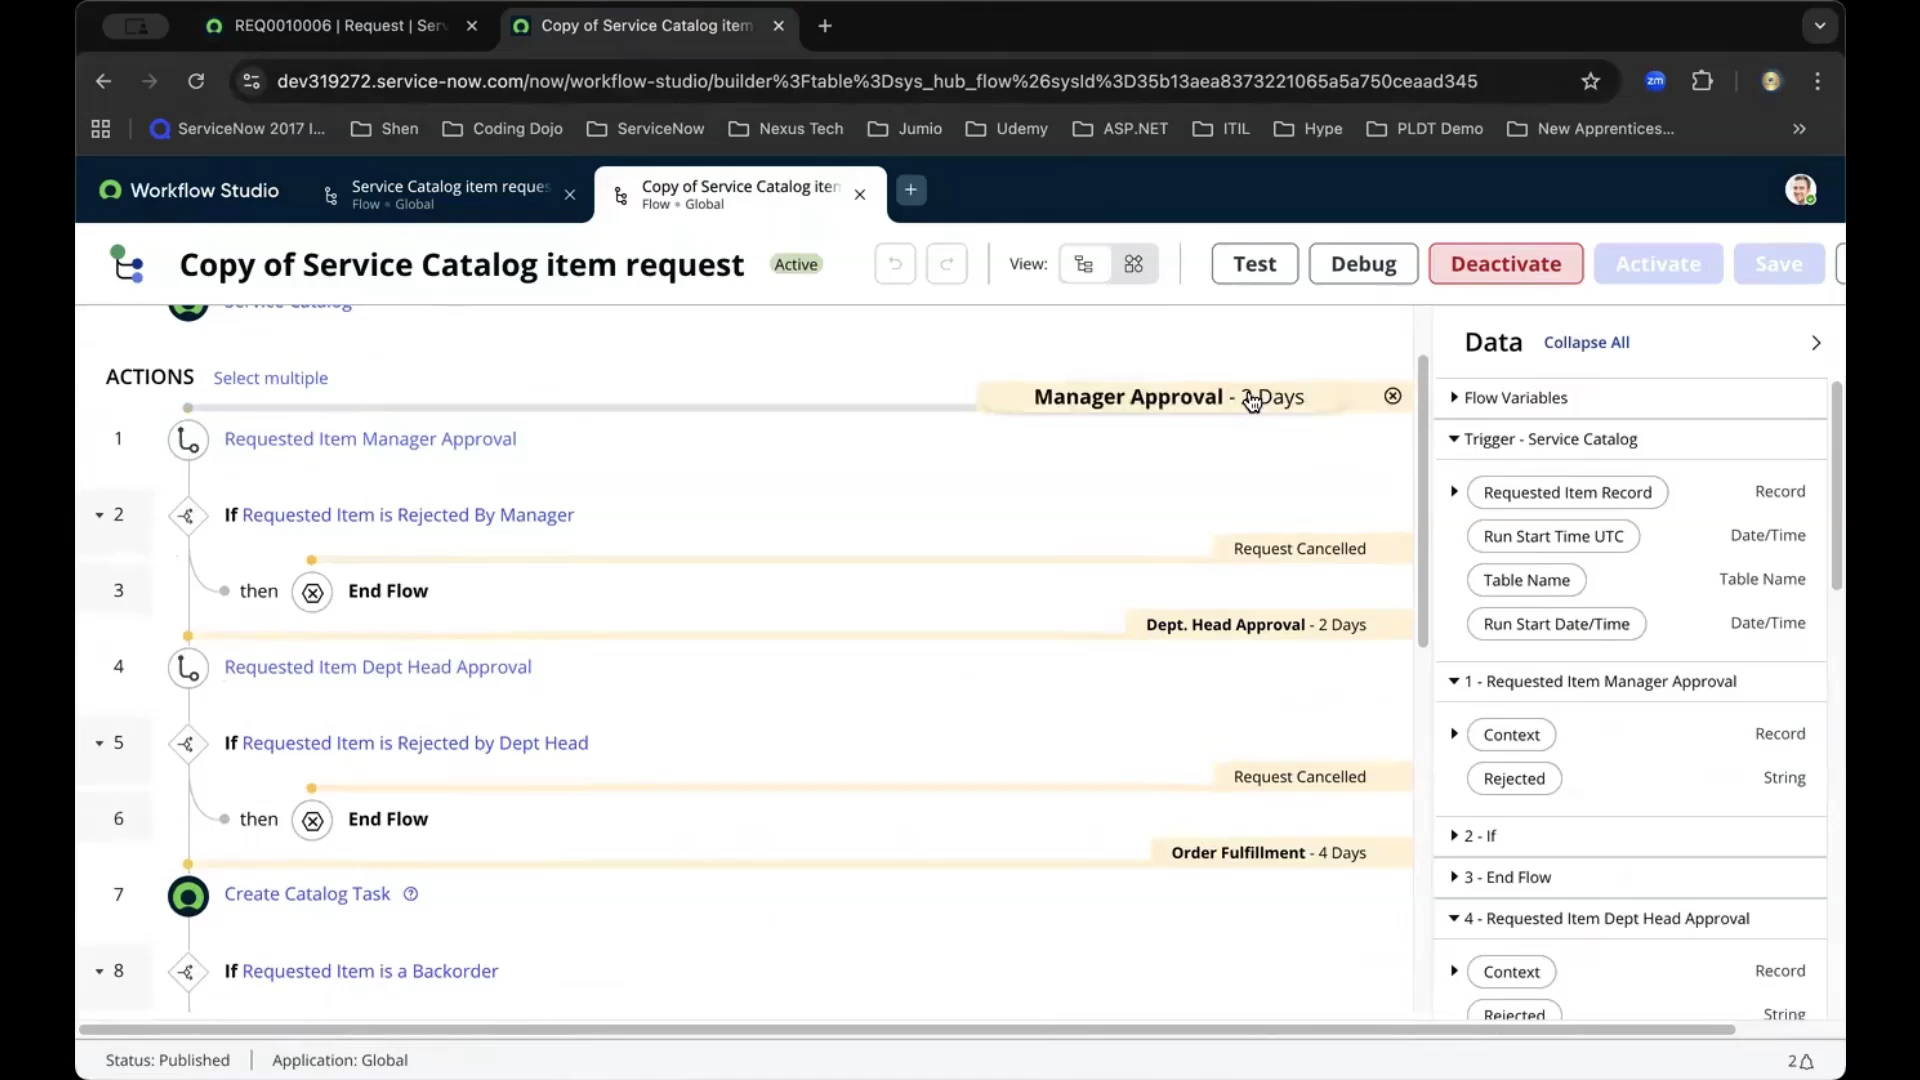 REQ0010006 | Request | Serv
Copy of Service Catalog item
dev319272.service-now.com/now/workflow-studio/builder%3Ftable%3Dsys_hub_flow%26sysId%3D35b13aea8373221065a5a750ceaad345
zm
ServiceNow 2017 I...
Shen
Coding Dojo
ServiceNow
Nexus Tech
Jumio
Udemy
ASP.NET
ITIL
Hype
PLDT Demo
New Apprentices...
Workflow Studio
Service Catalog item reques
Flow • Global
Copy of Service Catalog iten
Flow • Global
Copy of Service Catalog item request
Active
View:
Test
Debug
Deactivate
Activate
Save
Service Catalog
ACTIONS
Select multiple
Manager Approval - Days
1
Requested Item Manager Approval
2
If Requested Item is Rejected By Manager
Request Cancelled
3
then
End Flow
Dept. Head Approval - 2 Days
4
Requested Item Dept Head Approval
5
If Requested Item is Rejected by Dept Head
Request Cancelled
6
then
End Flow
Order Fulfillment - 4 Days
7
Create Catalog Task
8
If Requested Item is a Backorder
Data
Collapse All
Flow Variables
Trigger - Service Catalog
Requested Item Record
Record
Run Start Time UTC
Date/Time
Table Name
Table Name
Run Start Date/Time
Date/Time
1 - Requested Item Manager Approval
Context
Record
Rejected
String
2 - If
3 - End Flow
4 - Requested Item Dept Head Approval
Context
Record
Rejected
String
Status: Published
Application: Global
2